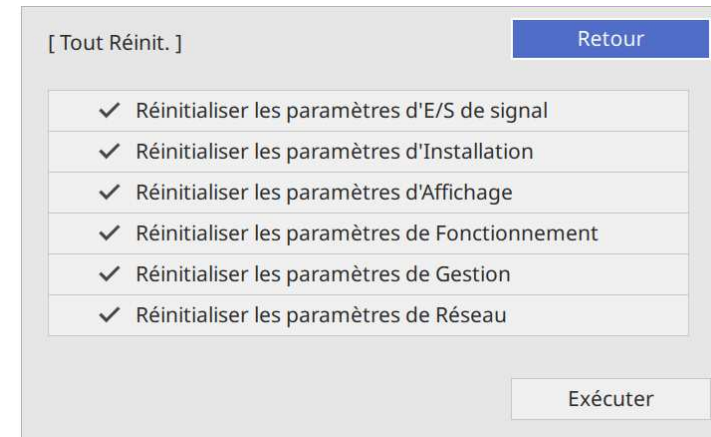 [ Tout Réinit. ]
Retour
Réinitialiser les paramètres d'E/S de signal
Réinitialiser les paramètres d'Installation
Réinitialiser les paramètres d'Affichage
Réinitialiser les paramètres de Fonctionnement
Réinitialiser les paramètres de Gestion
Réinitialiser les paramètres de Réseau
Exécuter